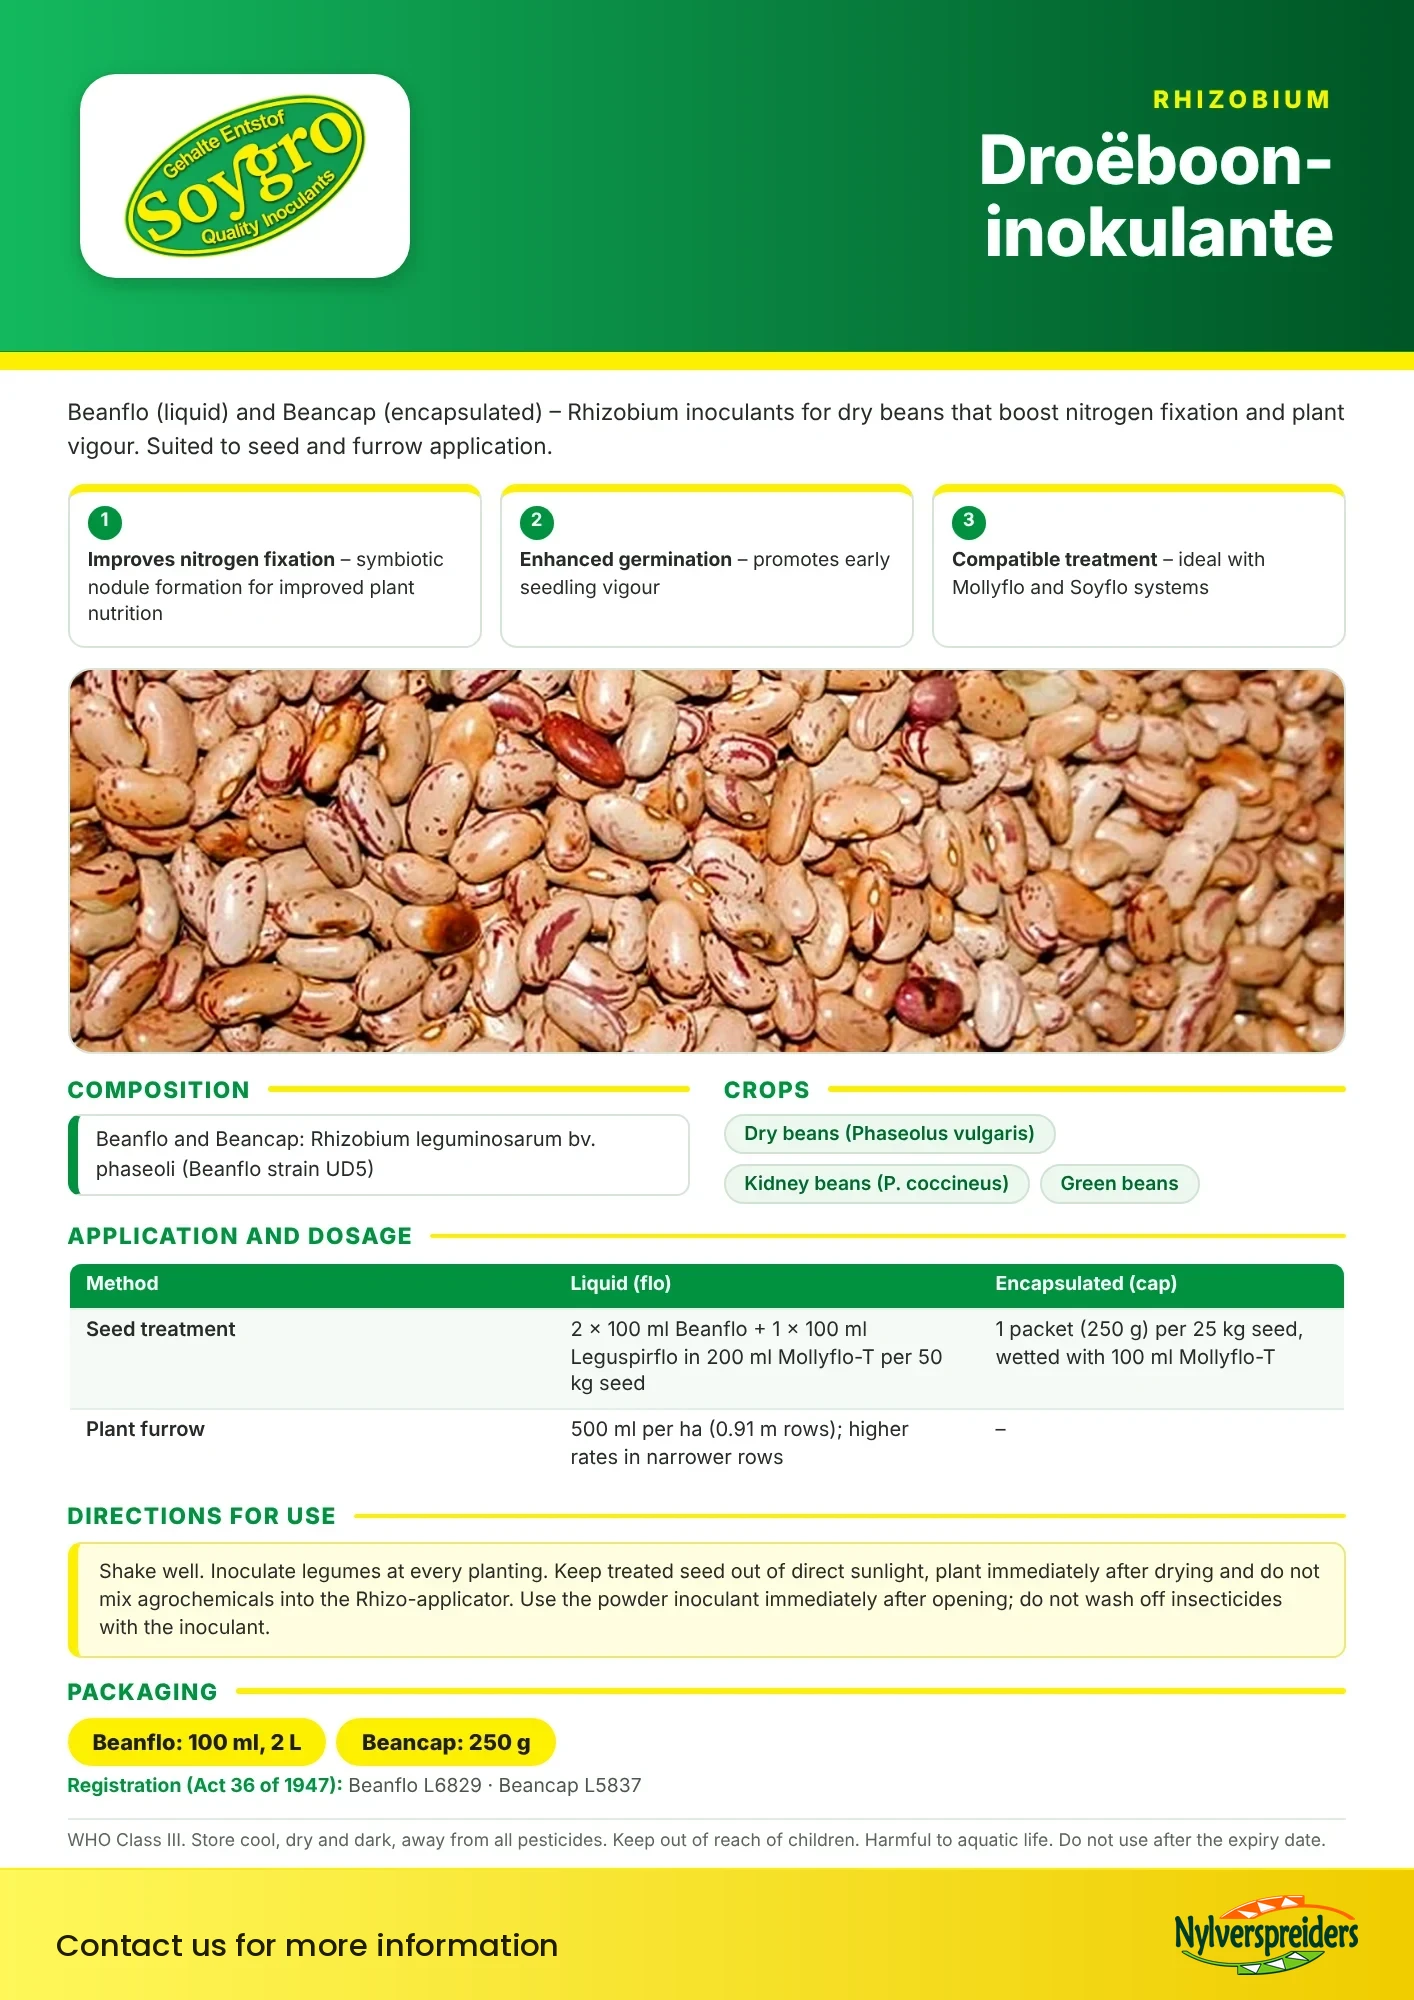 Gehalte Entstof
Soygro
Quality Inoculants
RHIZOBIUM
Droëboon-
inokulante
Beanflo (liquid) and Beancap (encapsulated) – Rhizobium inoculants for dry beans that boost nitrogen fixation and plant
vigour. Suited to seed and furrow application.
1
Improves nitrogen fixation – symbiotic
nodule formation for improved plant
nutrition
2
Enhanced germination – promotes early
seedling vigour
3
Compatible treatment – ideal with
Mollyflo and Soyflo systems
COMPOSITION
Beanflo and Beancap: Rhizobium leguminosarum bv.
phaseoli (Beanflo strain UD5)
CROPS
Dry beans (Phaseolus vulgaris)
Kidney beans (P. coccineus) Green beans
APPLICATION AND DOSAGE
Method Liquid (flo) Encapsulated (cap)
Seed treatment
2 × 100 ml Beanflo + 1 × 100 ml
Leguspirflo in 200 ml Mollyflo-T per 50
kg seed
1 packet (250 g) per 25 kg seed,
wetted with 100 ml Mollyflo-T
Plant furrow
500 ml per ha (0.91 m rows); higher
rates in narrower rows
–
DIRECTIONS FOR USE
Shake well. Inoculate legumes at every planting. Keep treated seed out of direct sunlight, plant immediately after drying and do not
mix agrochemicals into the Rhizo-applicator. Use the powder inoculant immediately after opening; do not wash off insecticides
with the inoculant.
PACKAGING
Beanflo: 100 ml, 2 L Beancap: 250 g
Registration (Act 36 of 1947): Beanflo L6829 · Beancap L5837
WHO Class III. Store cool, dry and dark, away from all pesticides. Keep out of reach of children. Harmful to aquatic life. Do not use after the expiry date.
Contact us for more information
Nylverspreiders